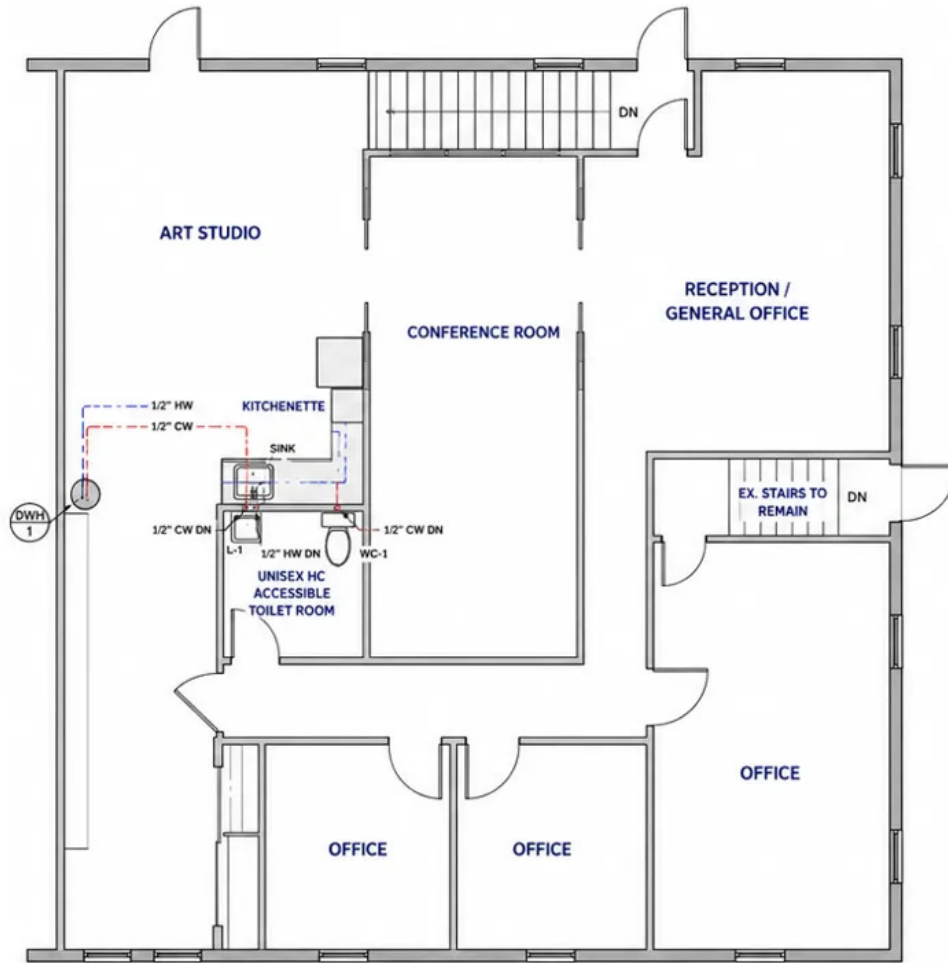 DN
ART STUDIO
RECEPTION /
GENERAL OFFICE
CONFERENCE ROOM
1/2" HW
KITCHENETTE
1/2" CW
SINK
EX. STAIRS TO
REMAIN
DN
DWH
1
1/2" CW DN
1/2" CW DN
L-1
1/2" HW DN
WC-1
UNISEX HC
ACCESSIBLE
TOILET ROOM
OFFICE
OFFICE
OFFICE